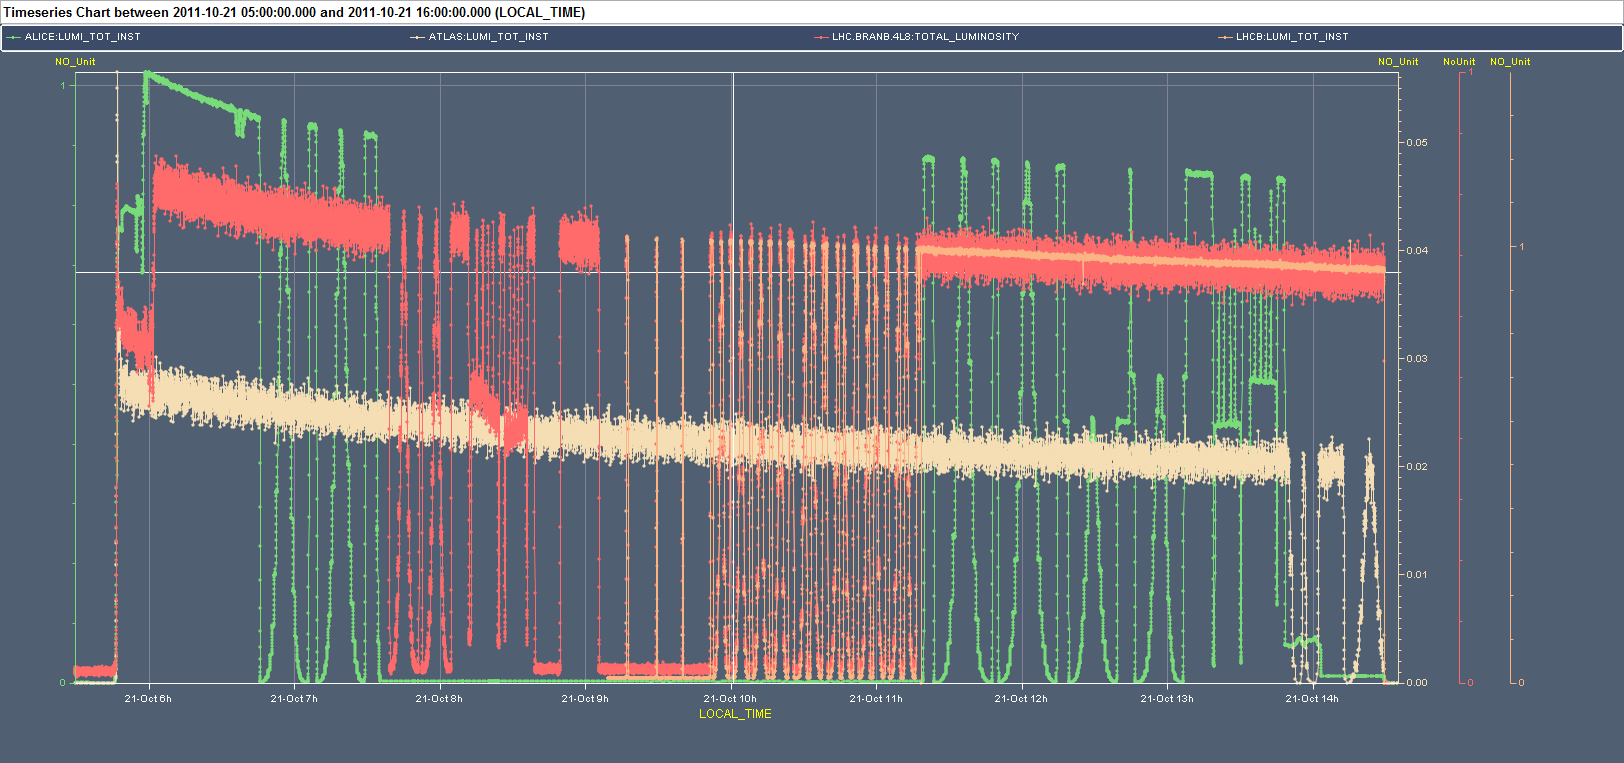 Timeseries Chart between 2011-10-21 05:00:00.000 and 2011-10-21 16:00:00.000 (LOCAL_TIME)
ALICE:LUMI_TOT_INST ATLAS:LUMI_TOT_INST LHC.BRANB.4L8:TOTAL_LUMINOSITY LHCB:LUMI_TOT_INST
NO_Unit NO_Unit NoUnit NO_Unit
1 1
0.05
0.04 1
0.03
0.02
0.01
0 0.00 0 0
21-Oct 6h 21-Oct 7h 21-Oct 8h 21-Oct 9h 21-Oct 10h 21-Oct 11h 21-Oct 12h 21-Oct 13h 21-Oct 14h
LOCAL_TIME